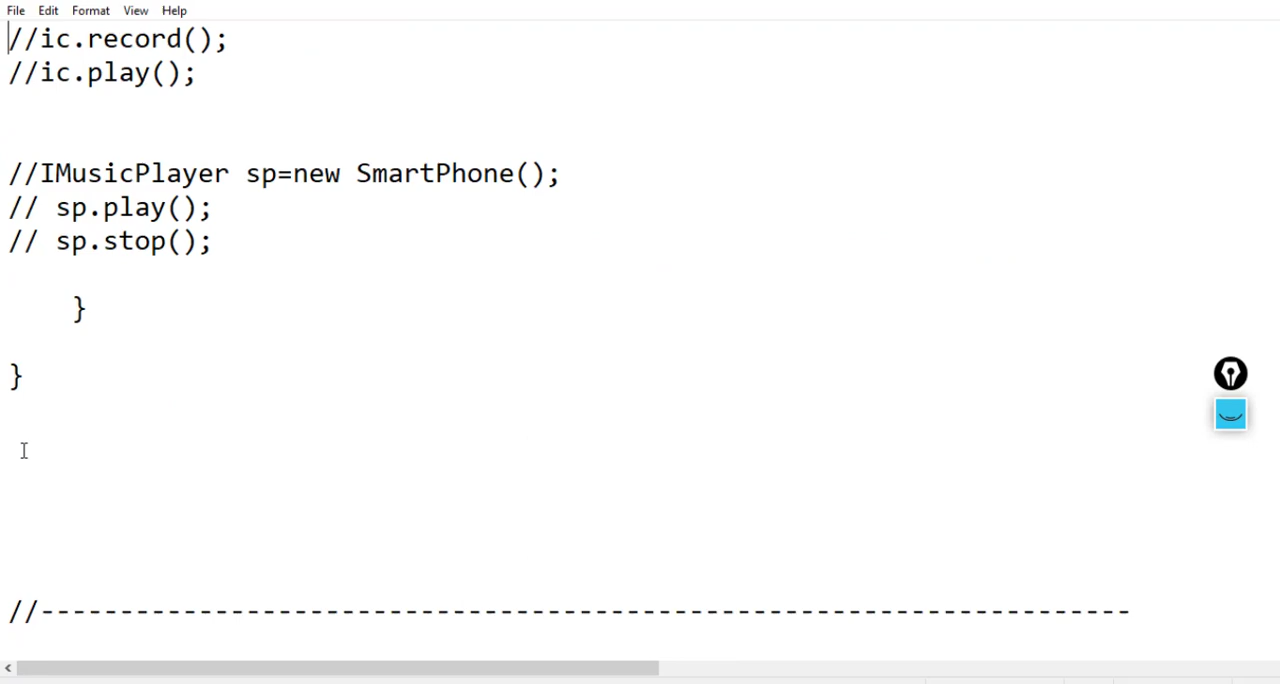 File Edit Format View Help
//ic.record();
//ic.play();
//IMusicPlayer sp=new SmartPhone();
// sp.play();
// sp.stop();
}
}
//----------------------------------------------------------------------